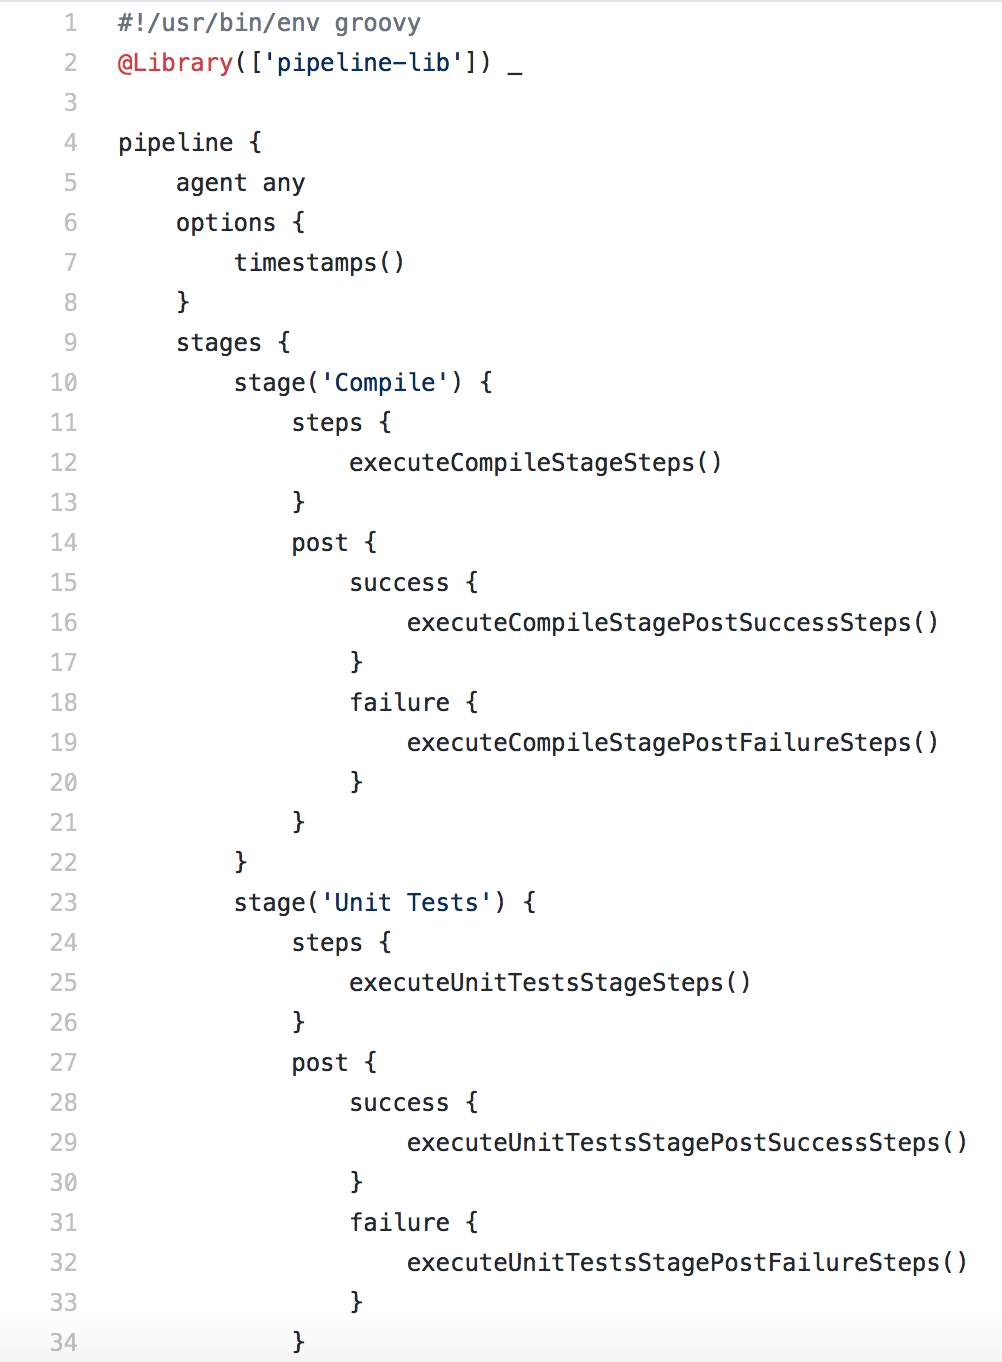 1 #!/usr/bin/env groovy
2 @Library(['pipeline-lib']) _
3
4 pipeline {
5     agent any
6     options {
7         timestamps()
8     }
9     stages {
10         stage('Compile') {
11             steps {
12                 executeCompileStageSteps()
13             }
14             post {
15                 success {
16                     executeCompileStagePostSuccessSteps()
17                 }
18                 failure {
19                     executeCompileStagePostFailureSteps()
20                 }
21             }
22         }
23         stage('Unit Tests') {
24             steps {
25                 executeUnitTestsStageSteps()
26             }
27             post {
28                 success {
29                     executeUnitTestsStagePostSuccessSteps()
30                 }
31                 failure {
32                     executeUnitTestsStagePostFailureSteps()
33                 }
34             }